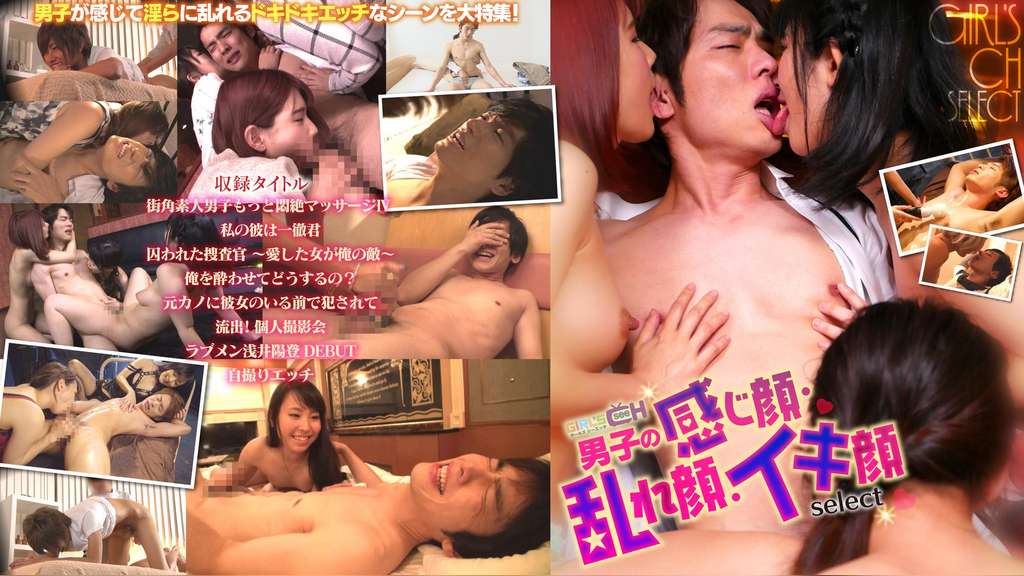 男子が感じて淫らに乱れるドキドキエッチなシーンを大特集!
収録タイトル
街角素人男子もっと悶絶マッサージⅣ
私の彼は一徹君
囚われた捜査官 ~愛した女が俺の敵~
俺を酔わせてどうするの?
元カノに彼女のいる前で犯されて
流出! 個人撮影会
ラブメン浅井陽登 DEBUT
自撮りエッチ
GIRL'S
CH
SELECT
GIRL'S CH
see
男子の感じ顔・
乱れ顔・イキ顔
select